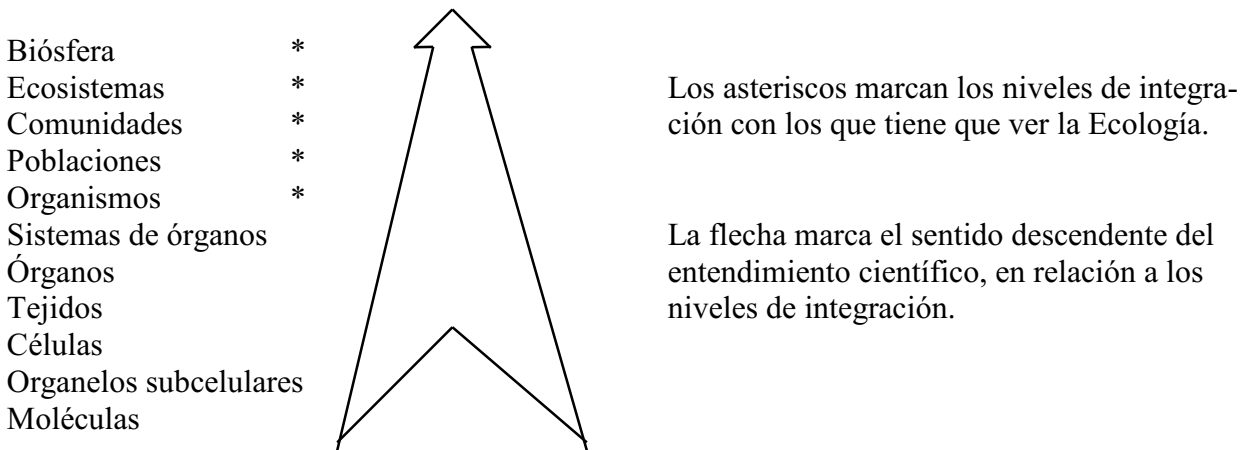 Biósfera *
Ecosistemas *
Comunidades *
Poblaciones *
Organismos *
Sistemas de órganos
Órganos
Tejidos
Células
Organelos subcelulares
Moléculas
Los asteriscos marcan los niveles de integra-
ción con los que tiene que ver la Ecología.
La flecha marca el sentido descendente del
entendimiento científico, en relación a los
niveles de integración.